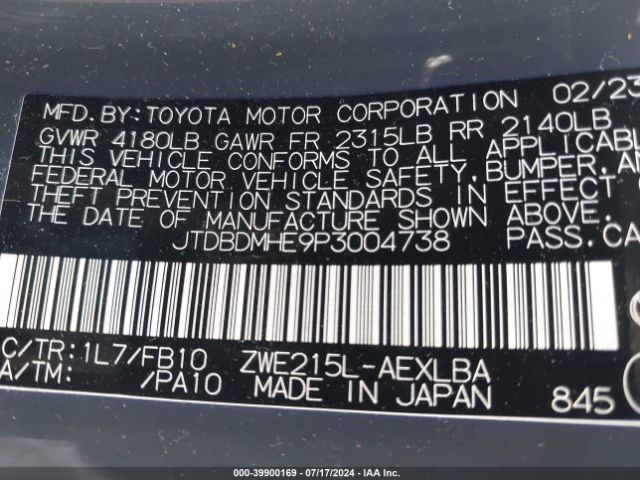 MFD.BY:TOYOTA MOTOR CORPORATION 02/23
GVWR 4180LB GAWR FR 2315LB RR 2140LB
THIS VEHICLE CONFORMS TO ALL APPLICABL
FEDERAL MOTOR VEHICLE SAFETY,BUMPER,A
THEFT PREVENTION STANDARDS IN EFFECT
THE DATE OF MANUFACTURE SHOWN ABOVE.
JTDBDMHE9P3004738 PASS.CA
C/TR:1L7/FB10 ZWE215L-AEXLBA
A/TM: /PA10 MADE IN JAPAN 845
000-39900169 - 07/17/2024 - IAA Inc.